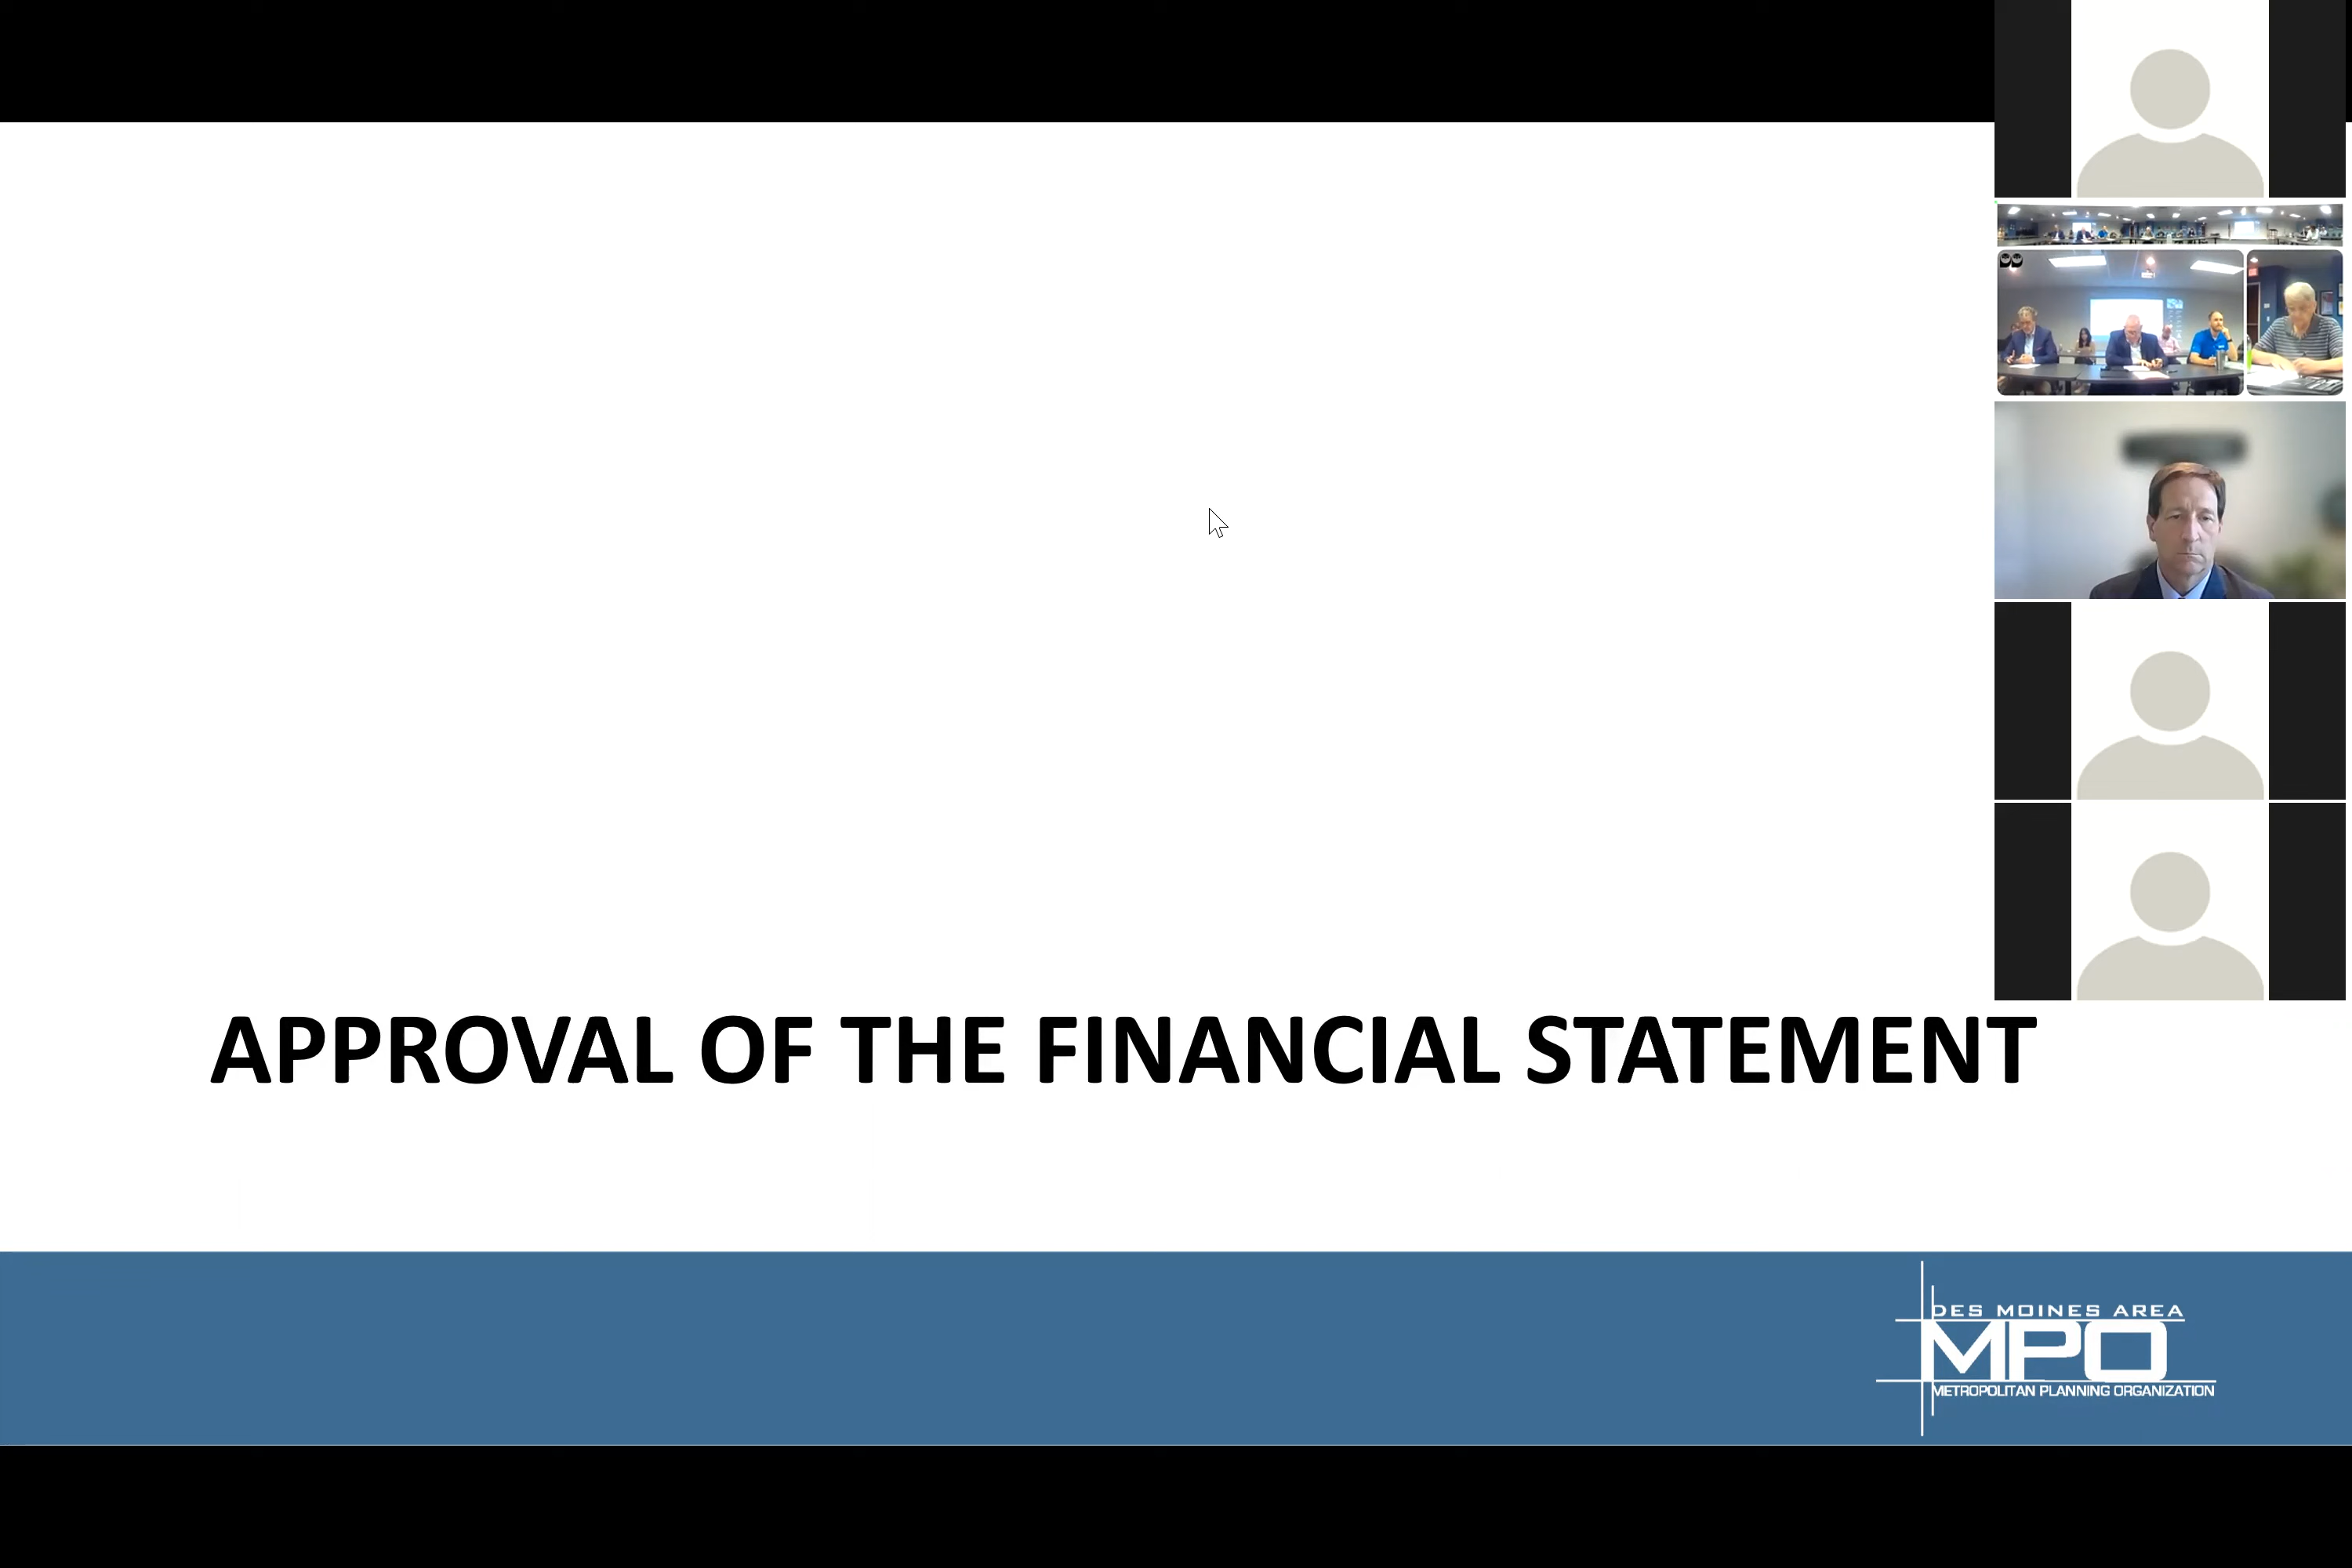 APPROVAL OF THE FINANCIAL STATEMENT
DES MOINES AREA
MPO
METROPOLITAN PLANNING ORGANIZATION